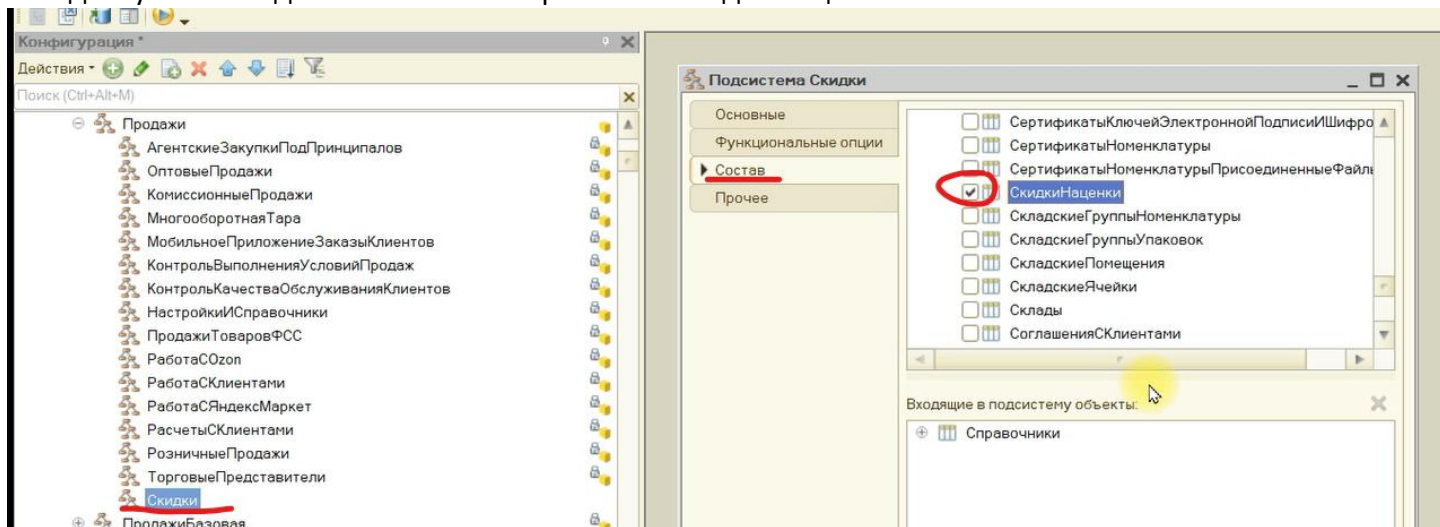 Конфигурация *
Действия
Поиск (Ctrl+Alt+M)
Продажи
АгентскиеЗакупкиПодПринципалов
ОптовыеПродажи
КомиссионныеПродажи
МногооборотнаяТара
МобильноеПриложениеЗаказыКлиентов
КонтрольВыполненияУсловийПродаж
КонтрольКачестваОбслуживанияКлиентов
НастройкиИСправочники
ПродажиТоваровФСС
РаботаСOzon
РаботаСКлиентами
РаботаСЯндексМаркет
РасчетыСКлиентами
РозничныеПродажи
ТорговыеПредставители
Скидки
ПродажиБазовая
Подсистема Скидки
Основные
Функциональные опции
Состав
Прочее
СертификатыКлючейЭлектроннойПодписиИШифро
СертификатыНоменклатуры
СертификатыНоменклатурыПрисоединенныеФайлы
СкидкиНаценки
СкладскиеГруппыНоменклатуры
СкладскиеГруппыУпаковок
СкладскиеПомещения
СкладскиеЯчейки
Склады
СоглашенияСКлиентами
Входящие в подсистему объекты:
Справочники